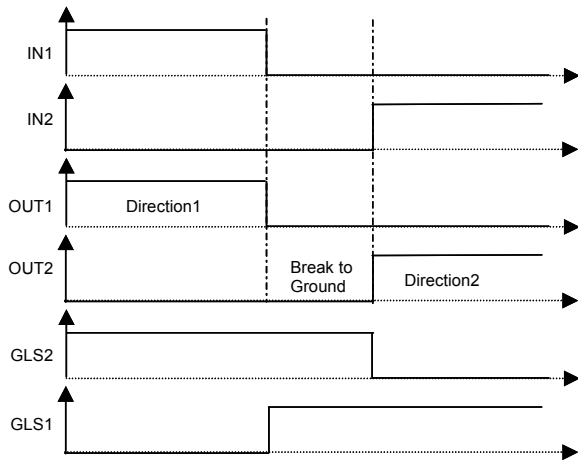 IN1
IN2
OUT1
Direction1
OUT2
Break to
Ground
Direction2
GLS2
GLS1